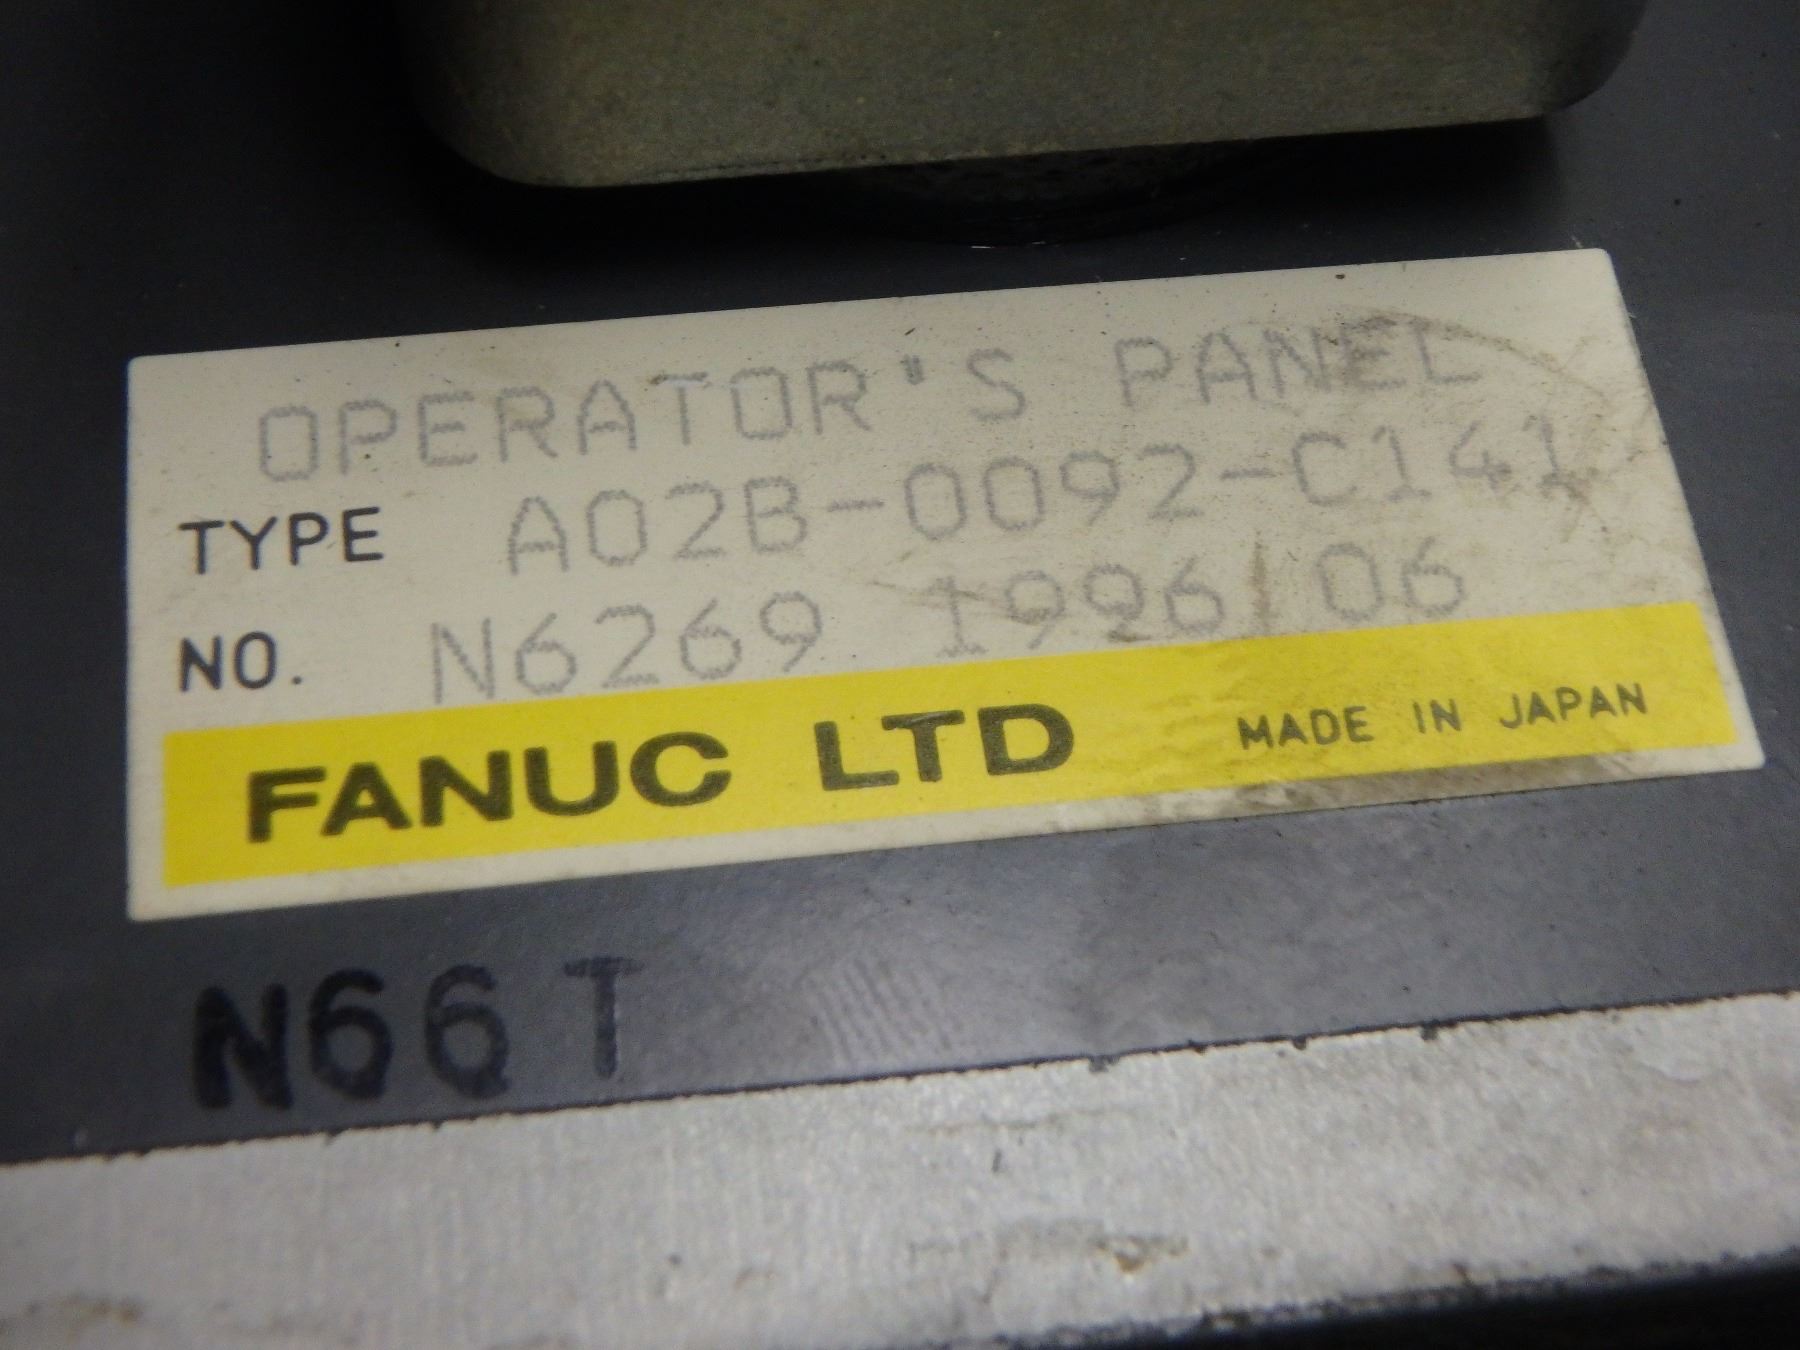 OPERATOR'S PANEL
TYPE A02B-0092-C141
NO. N6269 1996/06
FANUC LTD MADE IN JAPAN
N66T